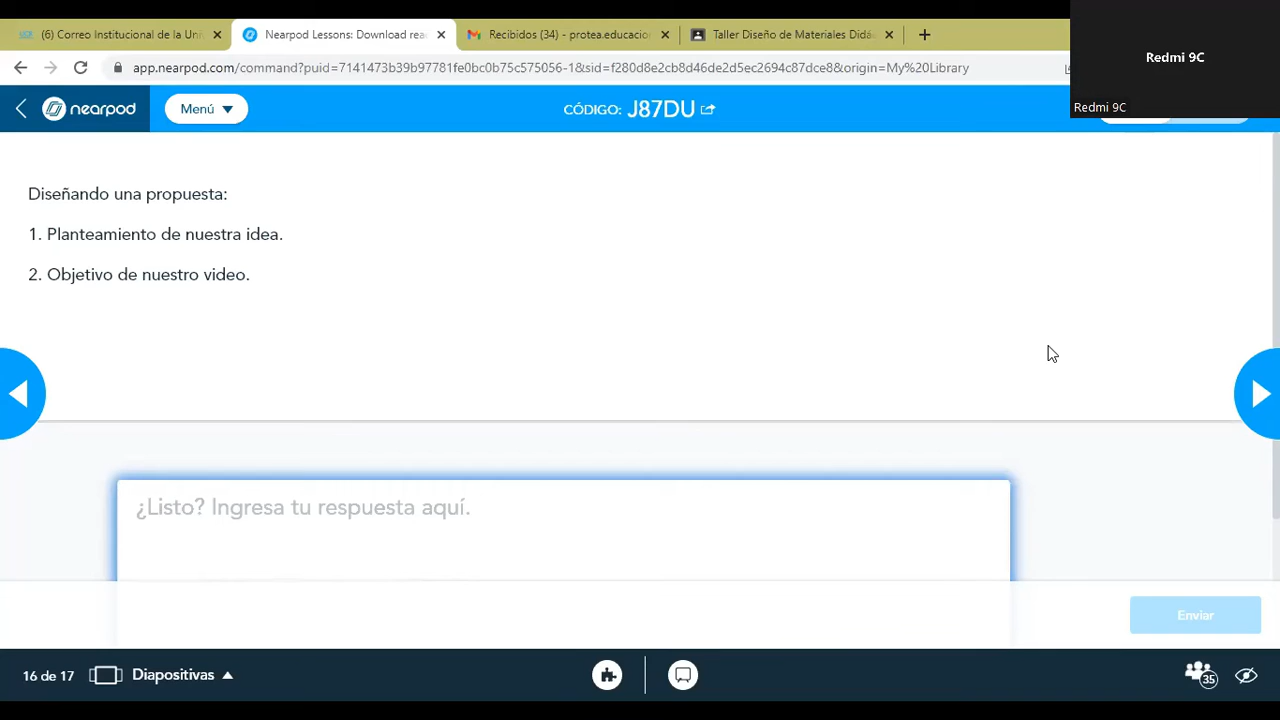 (6) Correo Institucional de la Uni
Nearpod Lessons: Download rea
Recibidos (34) - protea.educacio
Taller Diseño de Materiales Didá
Redmi 9C
app.nearpod.com/command?puid=7141473b39b97781fe0bc0b75c575056-1&sid=f280d8e2cb8d46de2d5ec2694c87dce8&origin=My%20Library
Redmi 9C
nearpod
Menú
CÓDIGO: J87DU
Diseñando una propuesta:
1. Planteamiento de nuestra idea.
2. Objetivo de nuestro video.
¿Listo? Ingresa tu respuesta aquí.
Enviar
16 de 17
Diapositivas
35